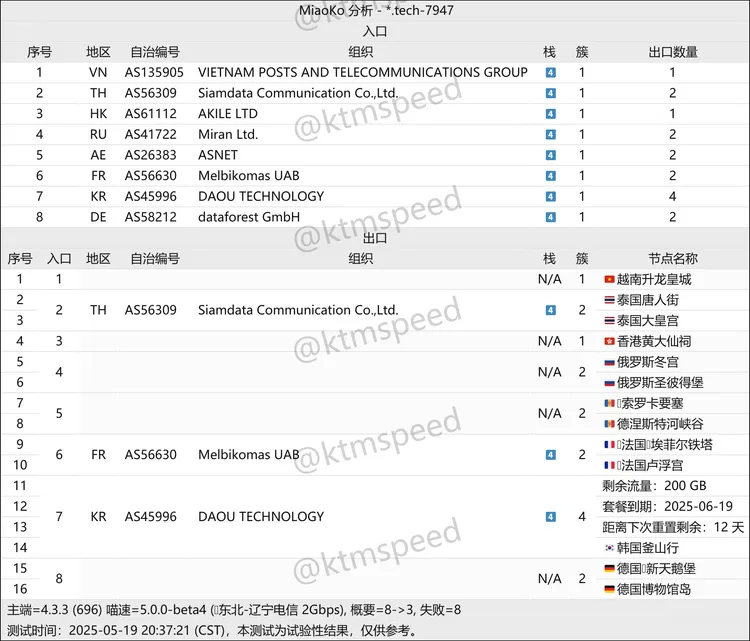 MiaoKo 分析 - *.tech-7947
入口
序号 地区 自治编号 组织 栈 簇 出口数量
1 VN AS135905 VIETNAM POSTS AND TELECOMMUNICATIONS GROUP 4 1 1
2 TH AS56309 Siamdata Communication Co.,Ltd. 4 1 2
3 HK AS61112 AKILE LTD 4 1 1
4 RU AS41722 Miran Ltd. 4 1 2
5 AE AS26383 ASNET 4 1 2
6 FR AS56630 Melbikomas UAB 4 1 2
7 KR AS45996 DAOU TECHNOLOGY 4 1 4
8 DE AS58212 dataforest GmbH 4 1 2
出口
序号 入口 地区 自治编号 组织 栈 簇 节点名称
1 1 N/A 1 越南升龙皇城
2 泰国唐人街
2 TH AS56309 Siamdata Communication Co.,Ltd. 4 2
3 泰国大皇宫
4 3 N/A 1 香港黄大仙祠
5 俄罗斯冬宫
4 N/A 2
6 俄罗斯圣彼得堡
7 索罗卡要塞
5 N/A 2
8 德涅斯特河峡谷
9 法国埃菲尔铁塔
6 FR AS56630 Melbikomas UAB 4 2
10 法国卢浮宫
11 剩余流量：200 GB
12 套餐到期：2025-06-19
7 KR AS45996 DAOU TECHNOLOGY 4 4
13 距离下次重置剩余：12 天
14 韩国釜山行
15 德国新天鹅堡
8 N/A 2
16 德国博物馆岛
主端=4.3.3 (696) 喵速=5.0.0-beta4 (东北-辽宁电信 2Gbps), 概要=8->3, 失败=8
测试时间：2025-05-19 20:37:21 (CST)，本测试为试验性结果，仅供参考。
@ktmspeed
@ktmspeed
@ktmspeed
@ktmspeed
@ktmspeed
@ktmspeed